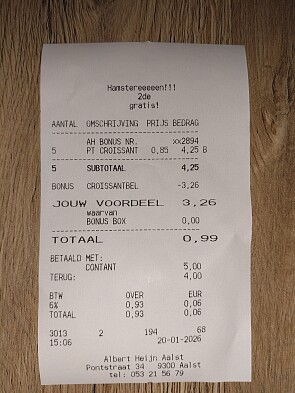 Hamstereeeeen!!!
2de
gratis!
AANTAL OMSCHRIJVING PRIJS BEDRAG
AH BONUS NR. xx2894
5 PT CROISSANT 0,85 4,25 B
5 SUBTOTAAL 4,25
BONUS CROISSANTBEL -3,26
JOUW VOORDEEL 3,26
waarvan
BONUS BOX 0,00
TOTAAL 0,99
BETAALD MET:
CONTANT 5,00
TERUG: 4,00
BTW OVER EUR
6% 0,93 0,06
TOTAAL 0,93 0,06
3013 2 194 68
15:06 20-01-2026
Albert Heijn Aalst
Pontstraat 34 9300 Aalst
tel: 053 21 56 79